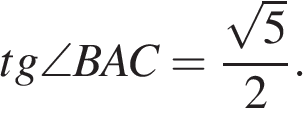 tg∠BAC = √5/2.